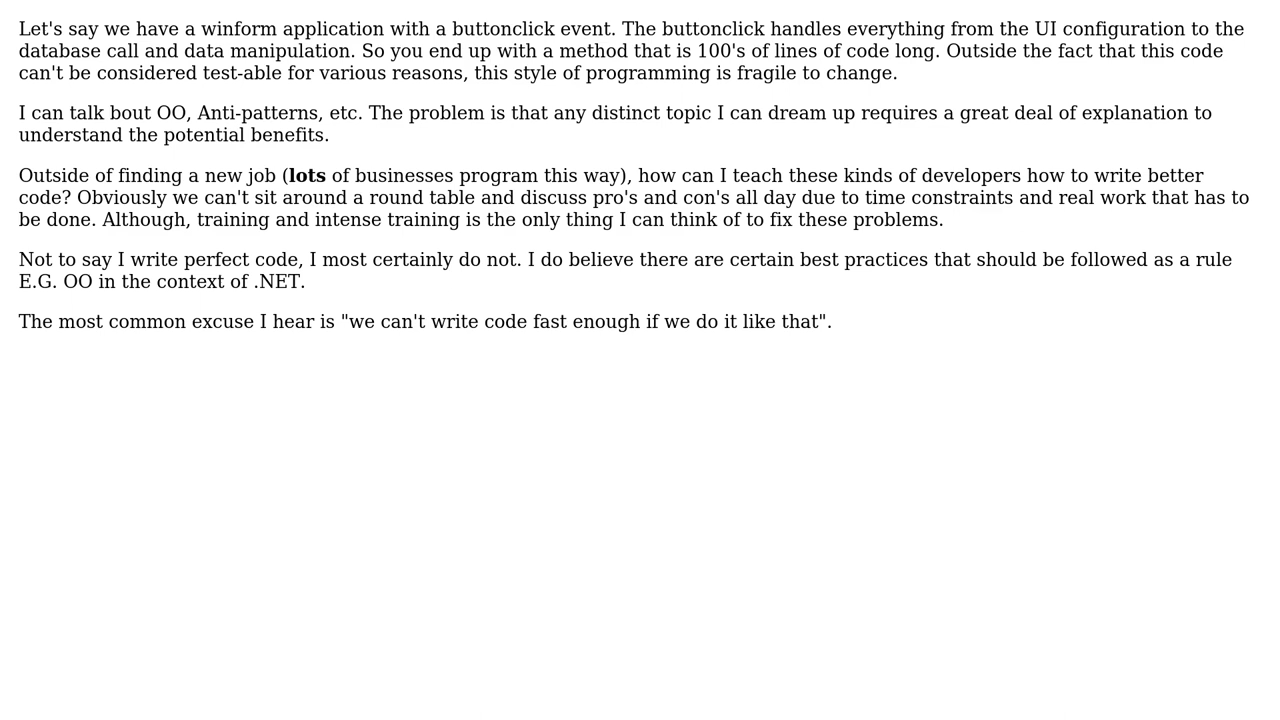 Let's say we have a winform application with a buttonclick event. The buttonclick handles everything from the UI configuration to the
database call and data manipulation. So you end up with a method that is 100's of lines of code long. Outside the fact that this code
can't be considered test-able for various reasons, this style of programming is fragile to change.
I can talk bout OO, Anti-patterns, etc. The problem is that any distinct topic I can dream up requires a great deal of explanation to
understand the potential benefits.
Outside of finding a new job (lots of businesses program this way), how can I teach these kinds of developers how to write better
code? Obviously we can't sit around a round table and discuss pro's and con's all day due to time constraints and real work that has to
be done. Although, training and intense training is the only thing I can think of to fix these problems.
Not to say I write perfect code, I most certainly do not. I do believe there are certain best practices that should be followed as a rule
E.G. OO in the context of .NET.
The most common excuse I hear is "we can't write code fast enough if we do it like that".